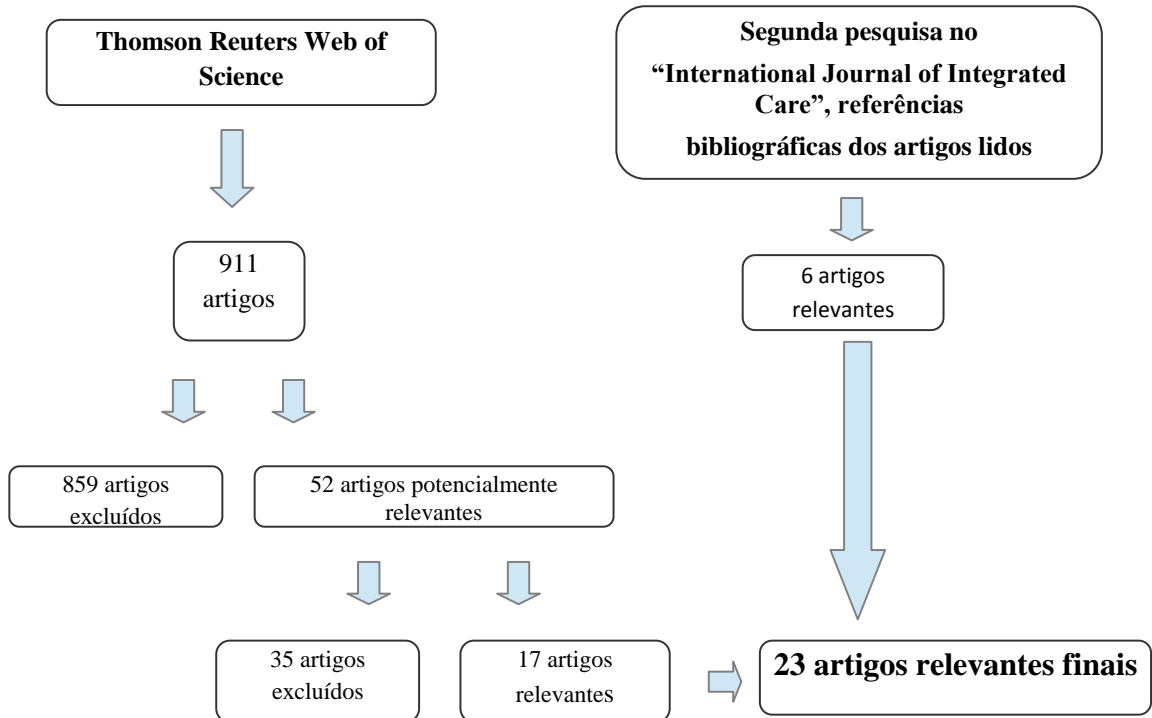 Thomson Reuters Web of
Science
Segunda pesquisa no
“International Journal of Integrated
Care”, referências
bibliográficas dos artigos lidos
911
artigos
6 artigos
relevantes
859 artigos
excluídos
52 artigos potencialmente
relevantes
35 artigos
excluídos
17 artigos
relevantes
23 artigos relevantes finais